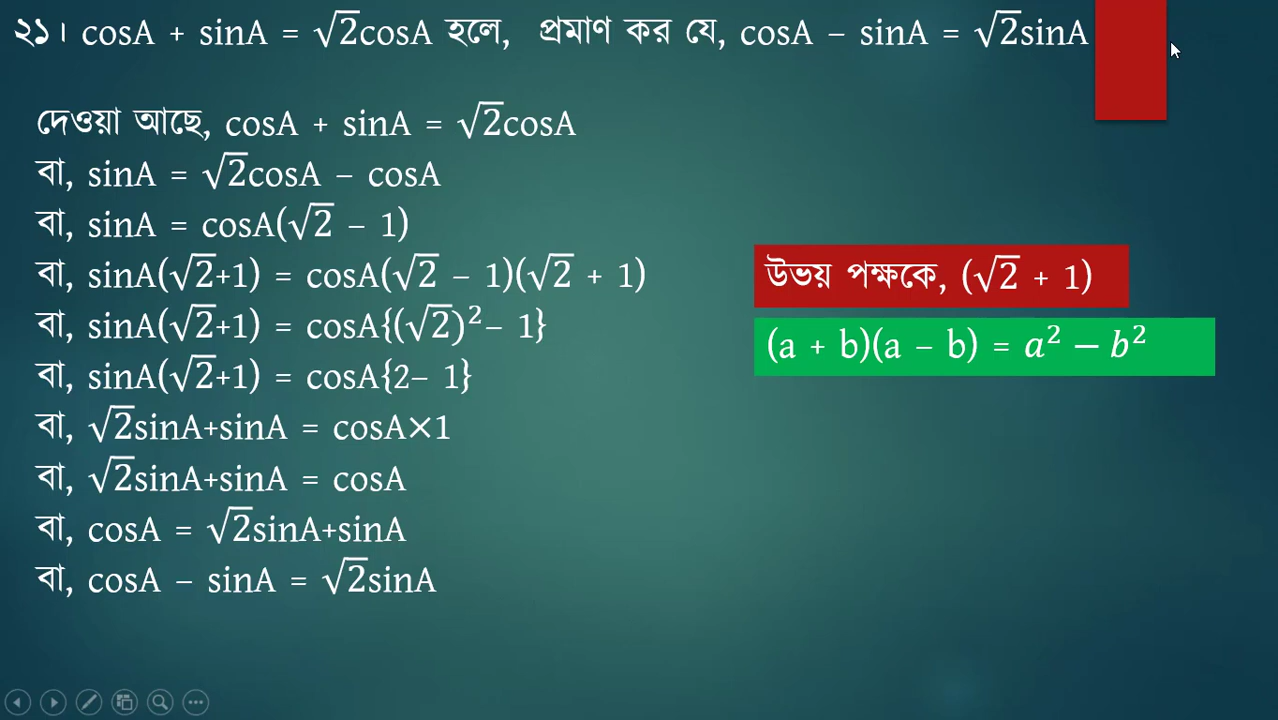 ২১। cosA + sinA = √2cosA হলে, প্রমাণ কর যে, cosA – sinA = √2sinA
দেওয়া আছে, cosA + sinA = √2cosA
বা, sinA = √2cosA – cosA
বা, sinA = cosA(√2 – 1)
বা, sinA(√2+1) = cosA(√2 – 1)(√2 + 1)
উভয় পক্ষকে, (√2 + 1)
বা, sinA(√2+1) = cosA{(√2)²– 1}
(a + b)(a – b) = a² – b²
বা, sinA(√2+1) = cosA{2– 1}
বা, √2sinA+sinA = cosA×1
বা, √2sinA+sinA = cosA
বা, cosA = √2sinA+sinA
বা, cosA – sinA = √2sinA